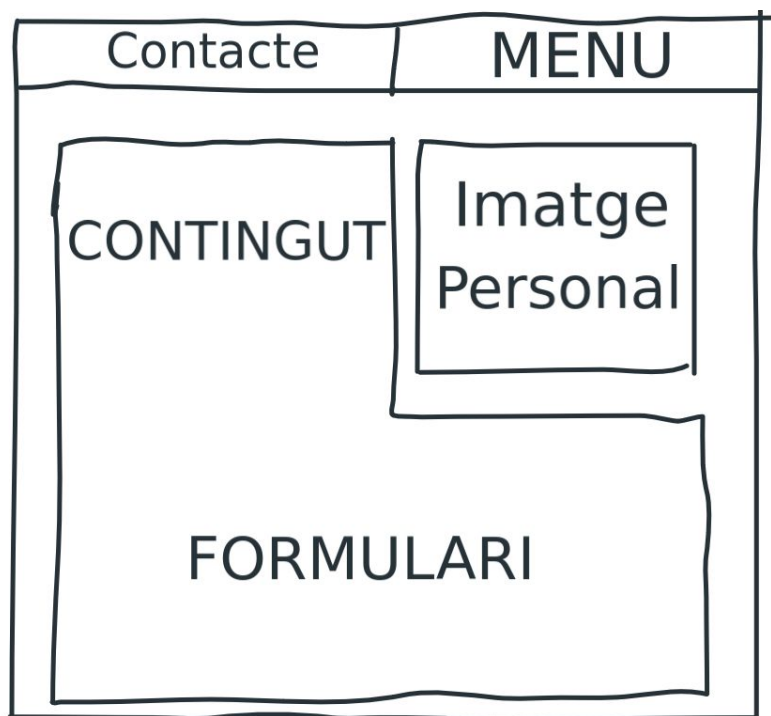 Contacte
MENU
CONTINGUT
Imatge
Personal
FORMULARI